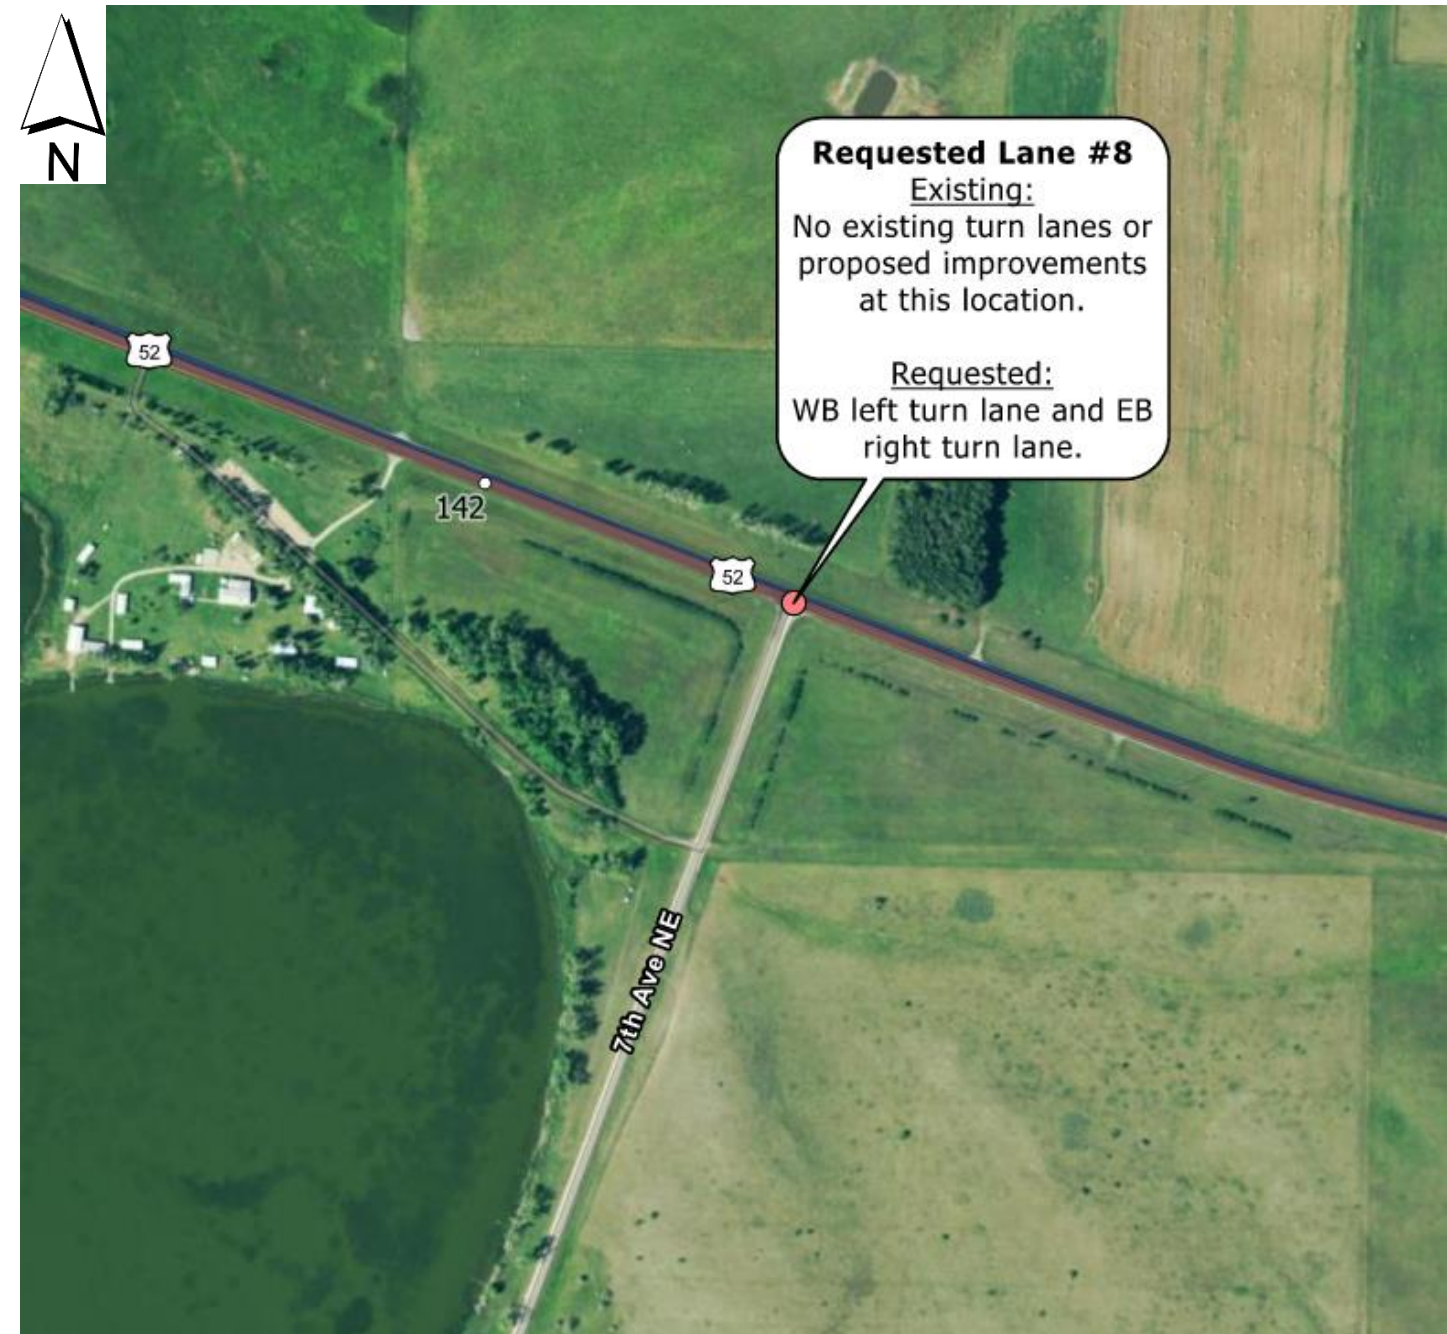 N
Requested Lane #8
Existing:
No existing turn lanes or
proposed improvements
at this location.
Requested:
WB left turn lane and EB
right turn lane.
52
142
52
7th Ave NE